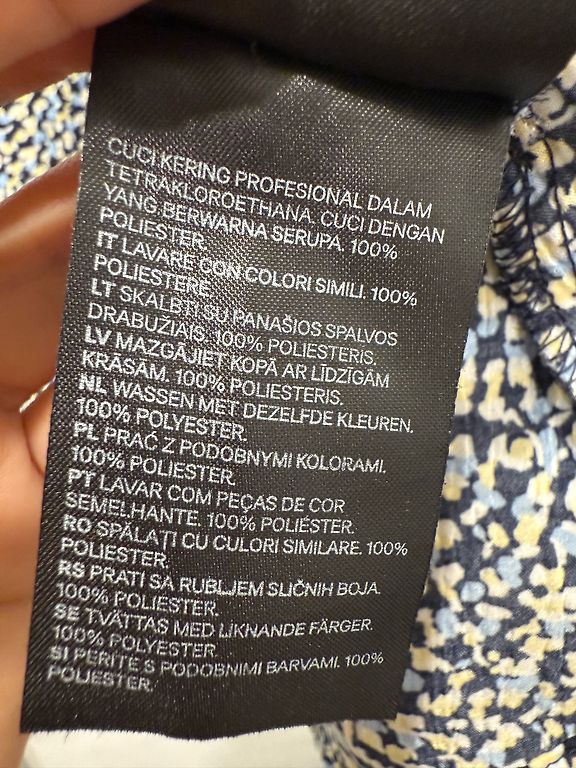 CUCI KERING PROFESIONAL DALAM
TETRAKLOROETHANA. CUCI DENGAN
YANG BERWARNA SERUPA. 100%
POLIESTER
IT LAVARE CON COLORI SIMILI. 100%
POLIESTERE
LT SKALBTI SU PANAŠIOS SPALVOS
DRABUŽIAIS. 100% POLIESTERIS.
LV MAZGĀJIET KOPĀ AR LĪDZĪGĀM
KRĀSĀM. 100% POLIESTERIS.
NL WASSEN MET DEZELFDE KLEUREN.
100% POLYESTER.
PL PRAĆ Z PODOBNYMI KOLORAMI.
100% POLIESTER.
PT LAVAR COM PEÇAS DE COR
SEMELHANTE. 100% POLIÉSTER.
RO SPĂLAȚI CU CULORI SIMILARE. 100%
POLIESTER.
RS PRATI SA RUBLJEM SLIČNIH BOJA.
100% POLIESTER.
SE TVÄTTAS MED LIKNANDE FÄRGER.
100% POLYESTER.
SI PERITE S PODOBNIMI BARVAMI. 100%
POLIESTER.